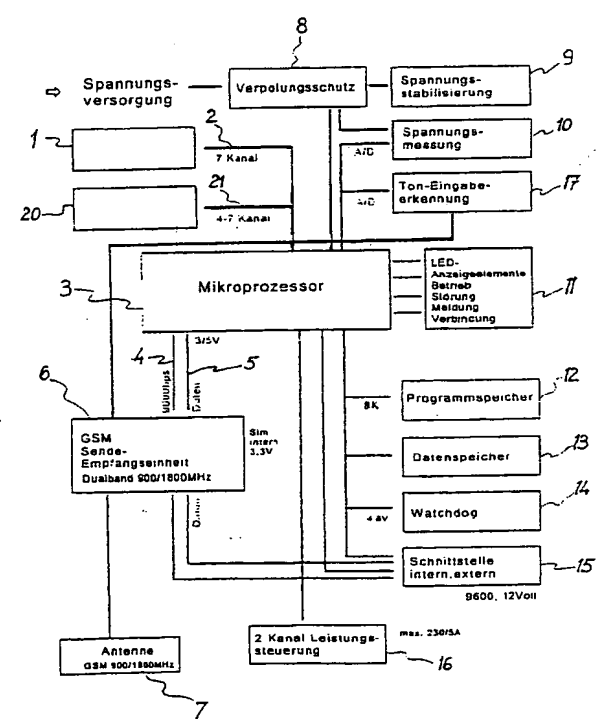 8
⇨ Spannungs-
versorgung
Verpolungsschutz
Spannungs-
stabilisierung
9
1
2
7 Kanal
A/D
Spannungs-
messung
10
20
21
4-7 Kanal
A/D
Ton-Eingabe-
erkennung
17
3
Mikroprozessor
LED-
Anzeigeelemente
Betrieb
Störung
Meldung
Verbindung
11
3/5V
4
5
Daten
6
GSM
Sende-
Empfangseinheit
Dualband 900/1800MHz
Sim
intern
3.3V
8K
Programmspeicher
12
Datenspeicher
13
Watchdog
14
Schnittstelle
intern.extern
15
9600, 12Volt
Antenne
GSM 900/1800MHz
7
2 Kanal Leistungs-
steuerung
max. 230/5A
16